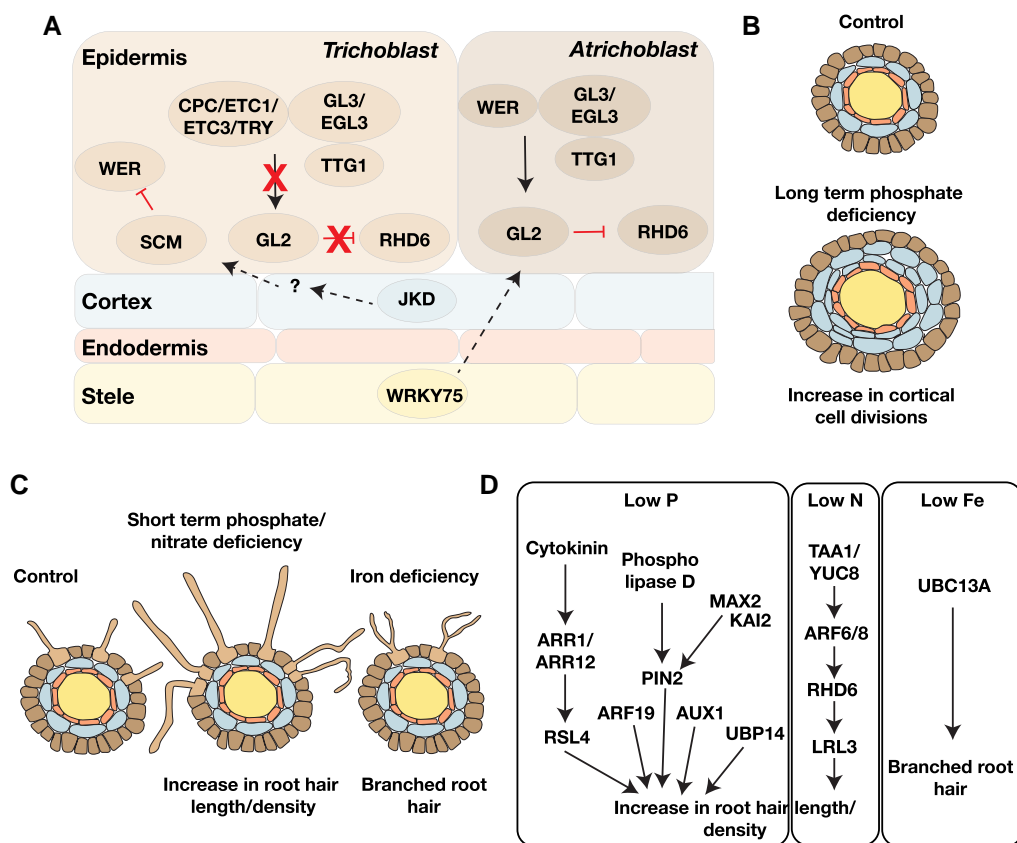 A
Epidermis
Trichoblast
Atrichoblast
CPC/ETC1/
ETC3/TRY
GL3/
EGL3
TTG1
WER
SCM
GL2
RHD6
WER
GL3/
EGL3
TTG1
GL2
RHD6
?
Cortex
JKD
Endodermis
Stele
WRKY75
B
Control
Long term phosphate
deficiency
Increase in cortical
cell divisions
C
Short term phosphate/
nitrate deficiency
Control
Iron deficiency
Increase in root hair
length/density
Branched root
hair
D
Low P
Cytokinin
Phospho
lipase D
MAX2
KAI2
ARR1/
ARR12
PIN2
ARF19
AUX1
RSL4
UBP14
Increase in root hair length/
density
Low N
TAA1/
YUC8
ARF6/8
RHD6
LRL3
Low Fe
UBC13A
Branched root
hair